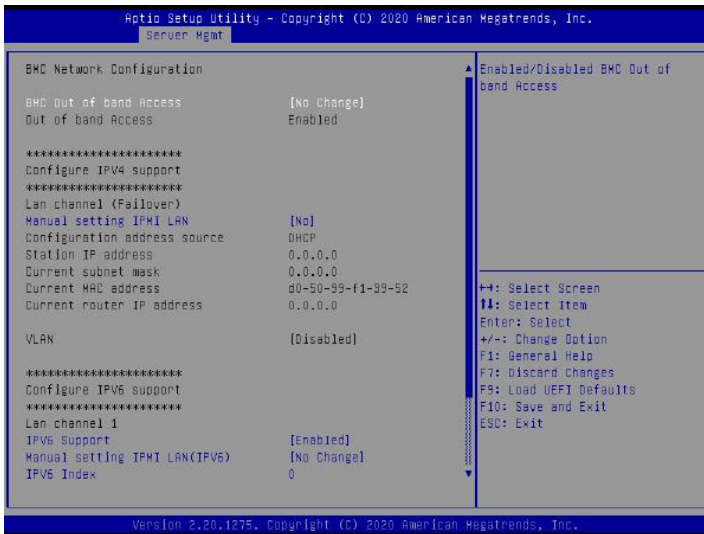 Aptio Setup Utility - Copyright (C) 2020 American Megatrends, Inc.
Server Mgmt
BMC Network Configuration
BMC Out of band Access [No Change]
Out of band Access Enabled
**********************
Configure IPV4 support
**********************
Lan channel (Failover)
Manual setting IPMI LAN [No]
Configuration address source DHCP
Station IP address 0.0.0.0
Current subnet mask 0.0.0.0
Current MAC address d0-50-99-f1-39-52
Current router IP address 0.0.0.0
VLAN [Disabled]
**********************
Configure IPV6 support
**********************
Lan channel 1
IPV6 Support [Enabled]
Manual setting IPMI LAN(IPV6) [No Change]
IPV6 Index 0
Enabled/Disabled BMC Out of
band Access
↔: Select Screen
↑↓: Select Item
Enter: Select
+/-: Change Option
F1: General Help
F7: Discard Changes
F9: Load UEFI Defaults
F10: Save and Exit
ESC: Exit
Version 2.20.1275. Copyright (C) 2020 American Megatrends, Inc.